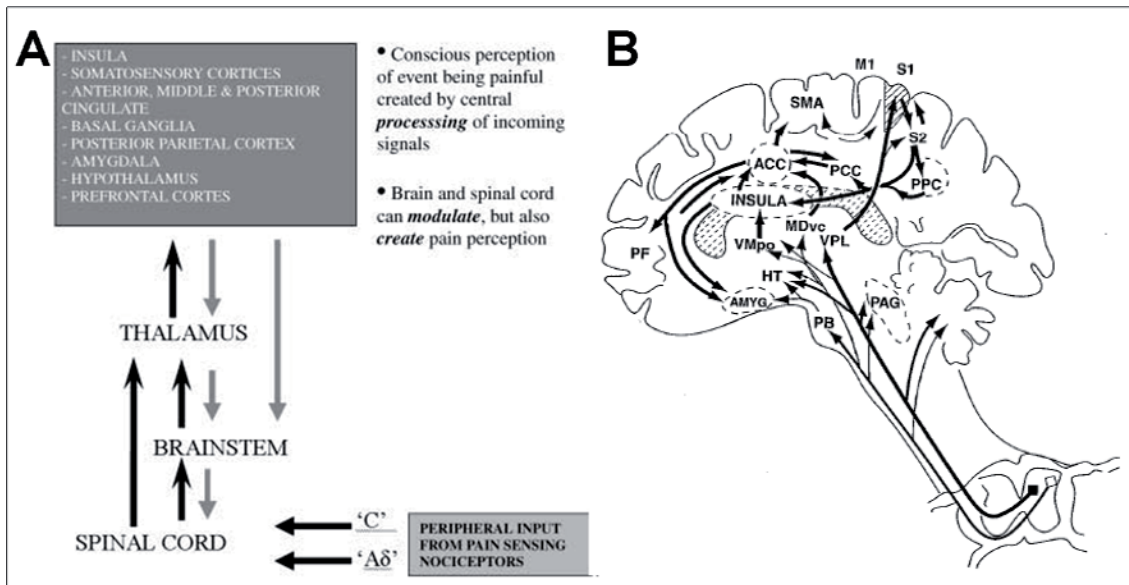 A
- INSULA
- SOMATOSENSORY CORTICES
- ANTERIOR, MIDDLE & POSTERIOR
CINGULATE
- BASAL GANGLIA
- POSTERIOR PARIETAL CORTEX
- AMYGDALA
- HYPOTHALAMUS
- PREFRONTAL CORTES
• Conscious perception
of event being painful
created by central
processsing of incoming
signals
• Brain and spinal cord
can modulate, but also
create pain perception
THALAMUS
BRAINSTEM
SPINAL CORD
'C'
'Aδ'
PERIPHERAL INPUT
FROM PAIN SENSING
NOCICEPTORS
B
M1
S1
SMA
S2
ACC
PCC
PPC
INSULA
MDvc
VMpo
VPL
PF
HT
AMYG
PAG
PB